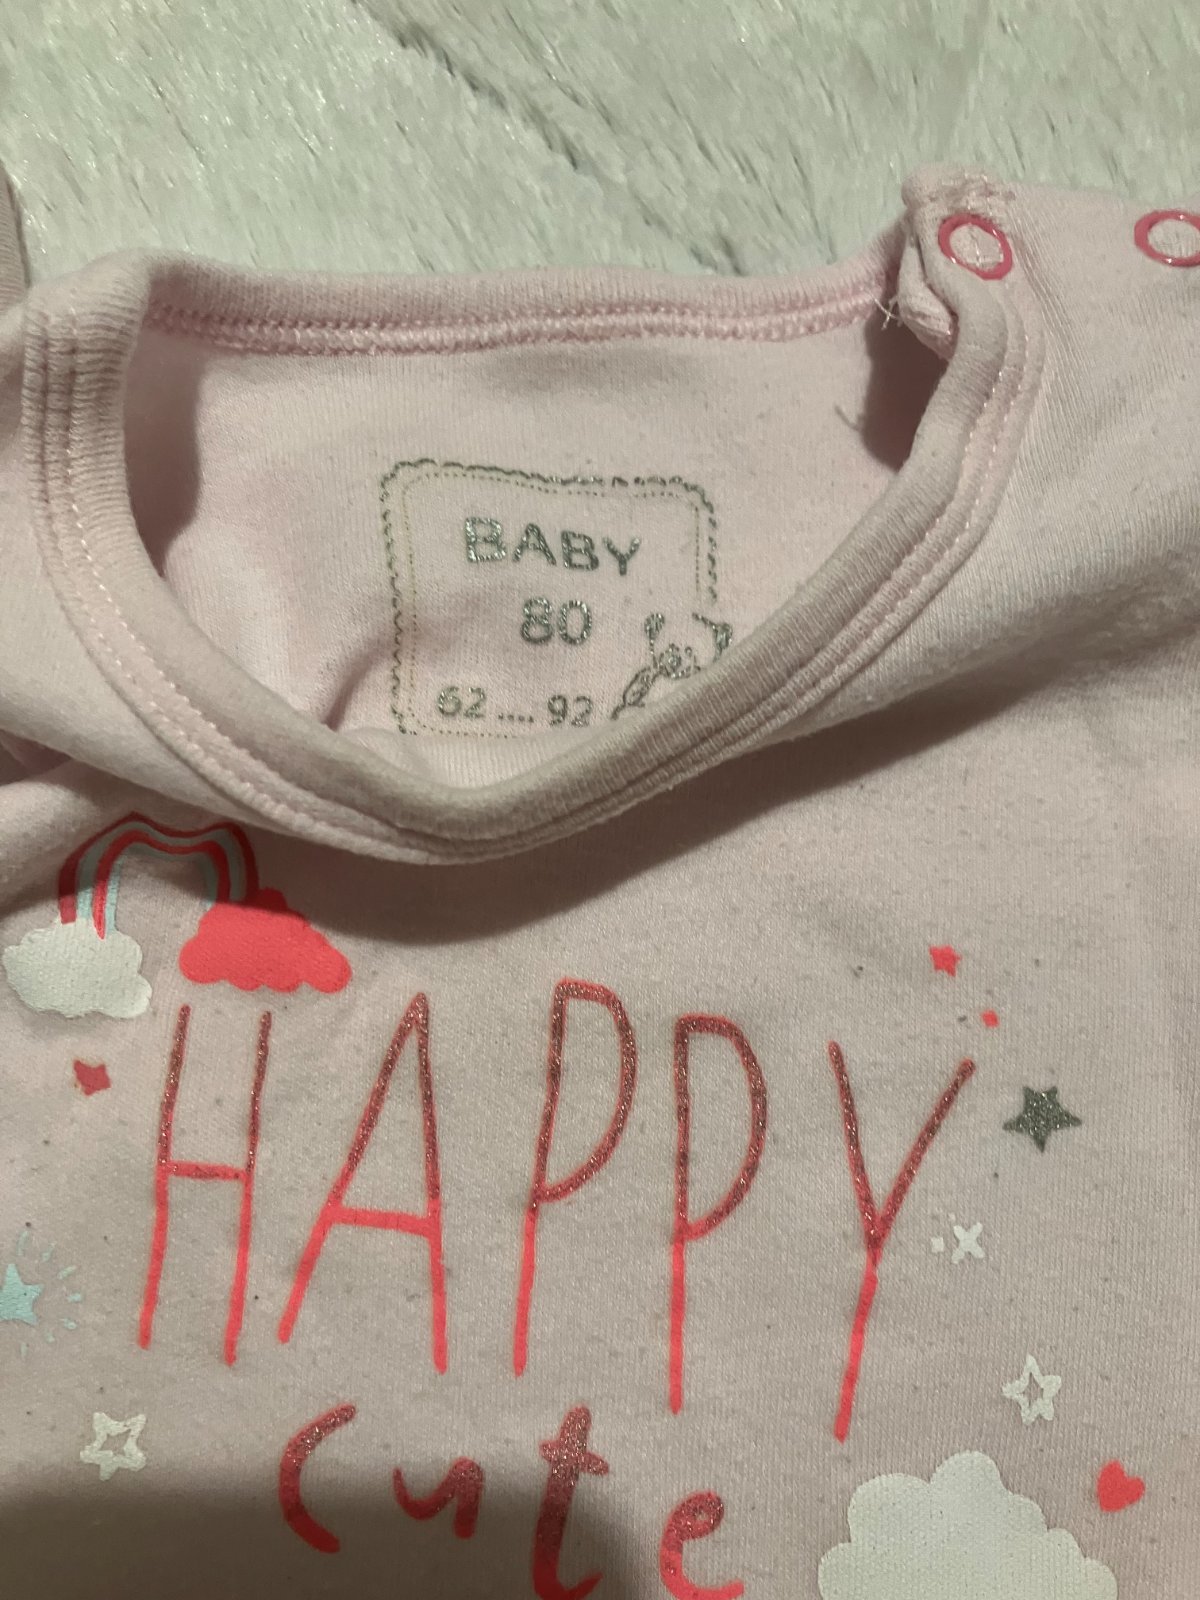 BABY
80
62 .... 92
HAPPY
cute